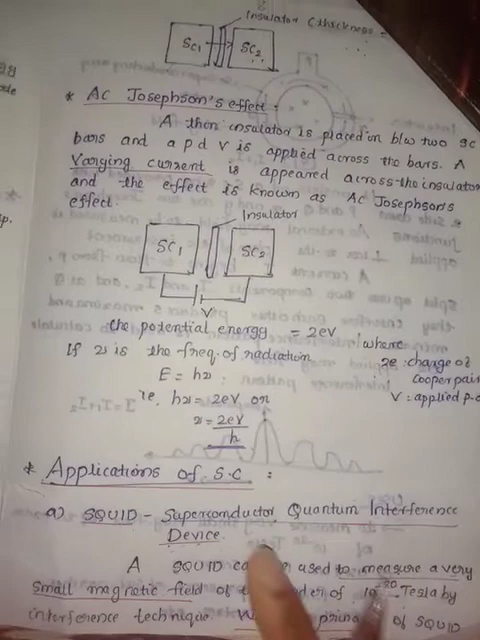 Insulator (thickness =
SC1 SC2
* AC Josephson's effect:
A then insulator is placed in b/w two sc
bars and a p d V is applied across the bars. A
Varying current is appeared across the insulator
and the effect is known as AC Josephson's
effect.
Insulator
SC1 SC2
V
the potential energy = 2eV where
If ν is the freq. of radiation 2e charge of
E = hν. Cooper pair
ie, hν = 2eV or V: applied p.d
ν = 2eV/h
* Applications of S.C :
a) SQUID - Superconductor Quantum Interference
Device.
A SQUID can used to measure a very
small magnetic field of the order of 10^-20 Tesla by
interference technique. of SQUID